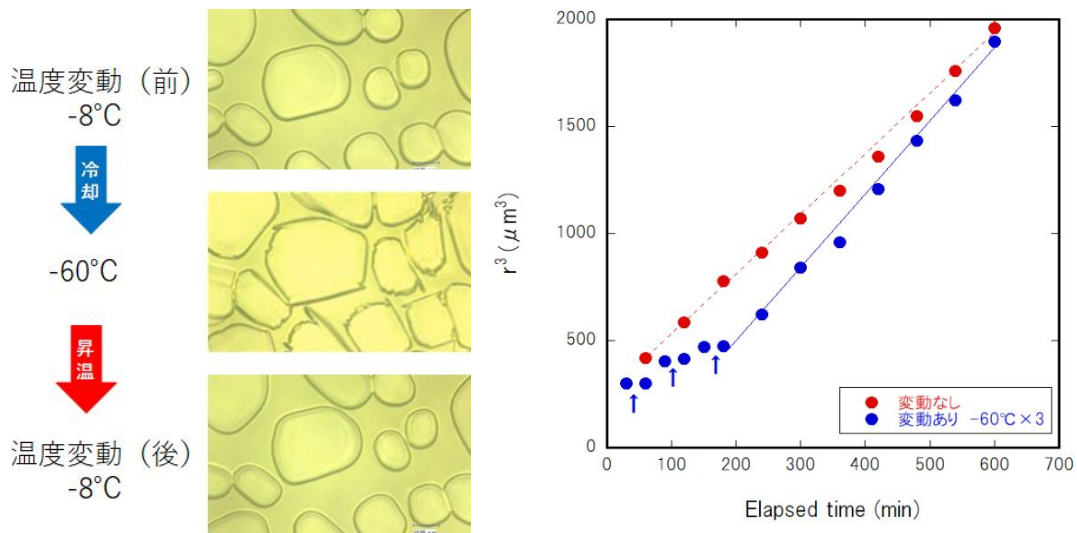 温度変動（前）
-8℃
冷却
-60℃
昇温
温度変動（後）
-8℃
r³ (μm³)
2000
1500
1000
500
0
0 100 200 300 400 500 600 700
Elapsed time (min)
変動なし
変動あり -60℃×3